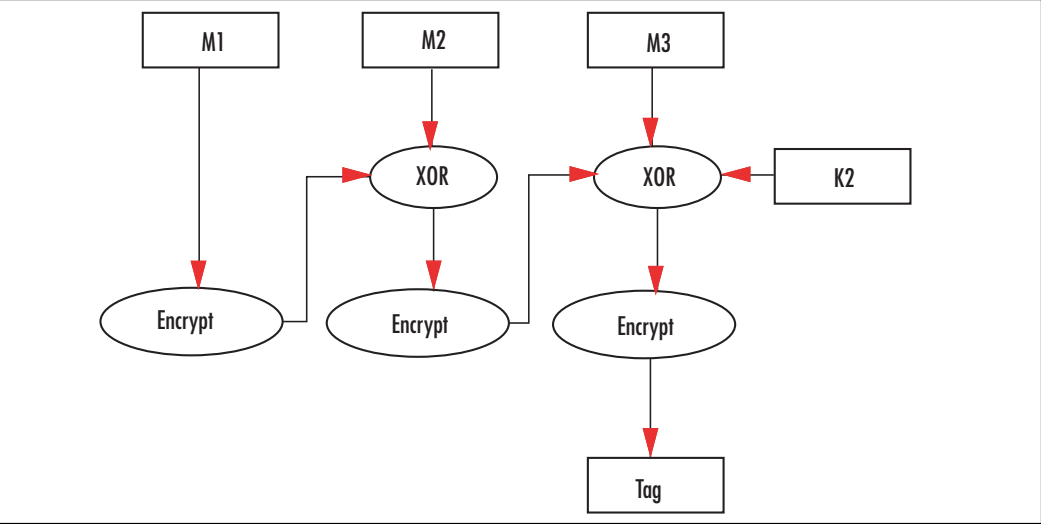 M1
M2
M3
XOR
XOR
K2
Encrypt
Encrypt
Encrypt
Tag